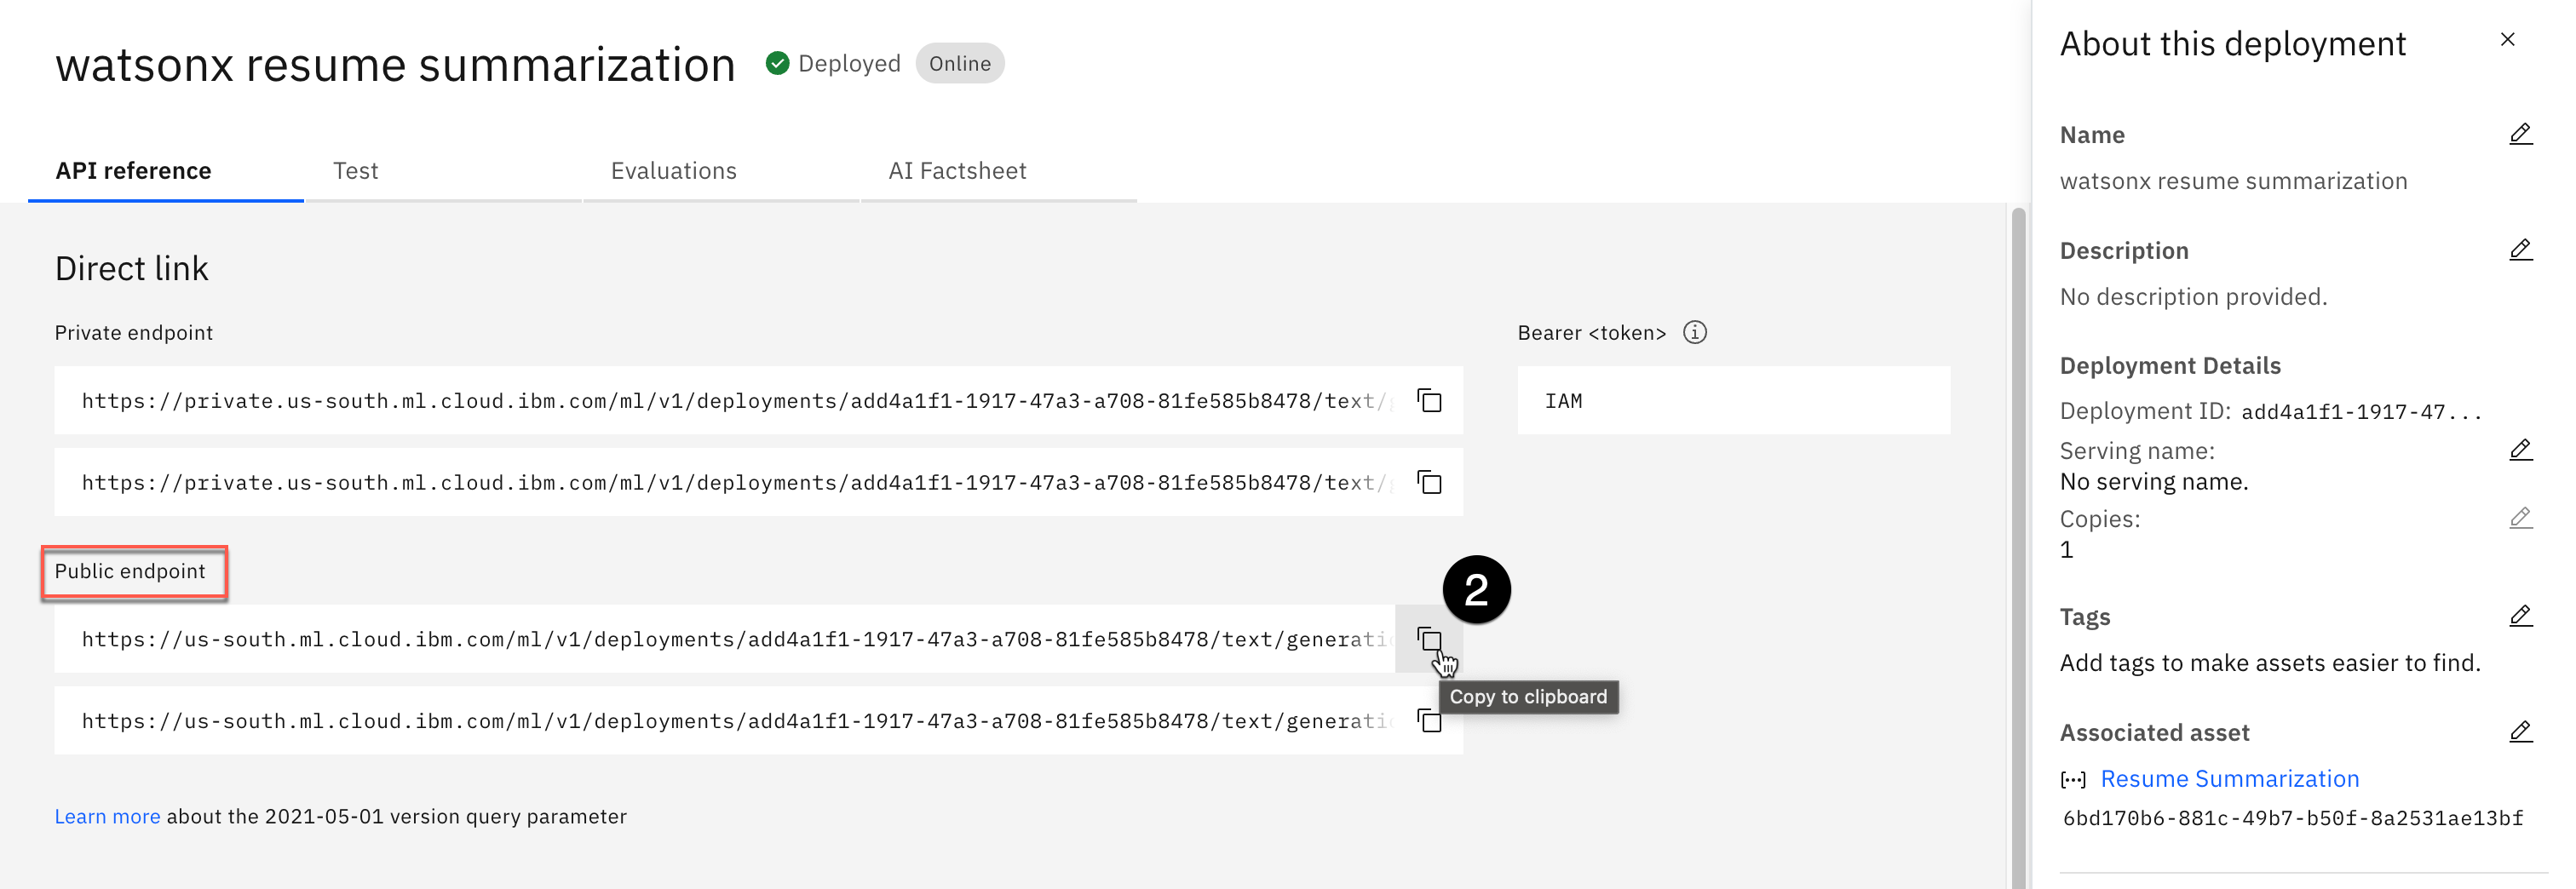 watsonx resume summarization Deployed Online
API reference Test Evaluations AI Factsheet
Direct link
Private endpoint
Bearer <token>
https://private.us-south.ml.cloud.ibm.com/ml/v1/deployments/add4a1f1-1917-47a3-a708-81fe585b8478/text/g
IAM
https://private.us-south.ml.cloud.ibm.com/ml/v1/deployments/add4a1f1-1917-47a3-a708-81fe585b8478/text/g
Public endpoint
2
https://us-south.ml.cloud.ibm.com/ml/v1/deployments/add4a1f1-1917-47a3-a708-81fe585b8478/text/generatio
Copy to clipboard
https://us-south.ml.cloud.ibm.com/ml/v1/deployments/add4a1f1-1917-47a3-a708-81fe585b8478/text/generatio
Learn more about the 2021-05-01 version query parameter
About this deployment
Name
watsonx resume summarization
Description
No description provided.
Deployment Details
Deployment ID: add4a1f1-1917-47...
Serving name:
No serving name.
Copies:
1
Tags
Add tags to make assets easier to find.
Associated asset
Resume Summarization
6bd170b6-881c-49b7-b50f-8a2531ae13bf